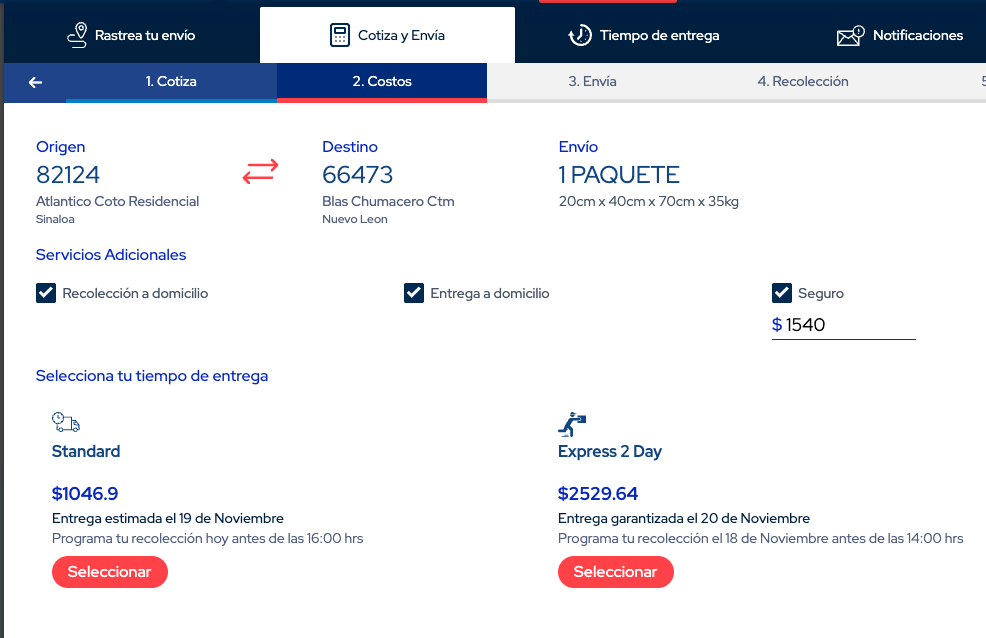 Rastrea tu envío
Cotiza y Envía
Tiempo de entrega
Notificaciones
1. Cotiza
2. Costos
3. Envía
4. Recolección
Origen
82124
Atlantico Coto Residencial
Sinaloa
Destino
66473
Blas Chumacero Ctm
Nuevo Leon
Envío
1 PAQUETE
20cm x 40cm x 70cm x 35kg
Servicios Adicionales
Recolección a domicilio
Entrega a domicilio
Seguro
$ 1540
Selecciona tu tiempo de entrega
Standard
$1046.9
Entrega estimada el 19 de Noviembre
Programa tu recolección hoy antes de las 16:00 hrs
Seleccionar
Express 2 Day
$2529.64
Entrega garantizada el 20 de Noviembre
Programa tu recolección el 18 de Noviembre antes de las 14:00 hrs
Seleccionar